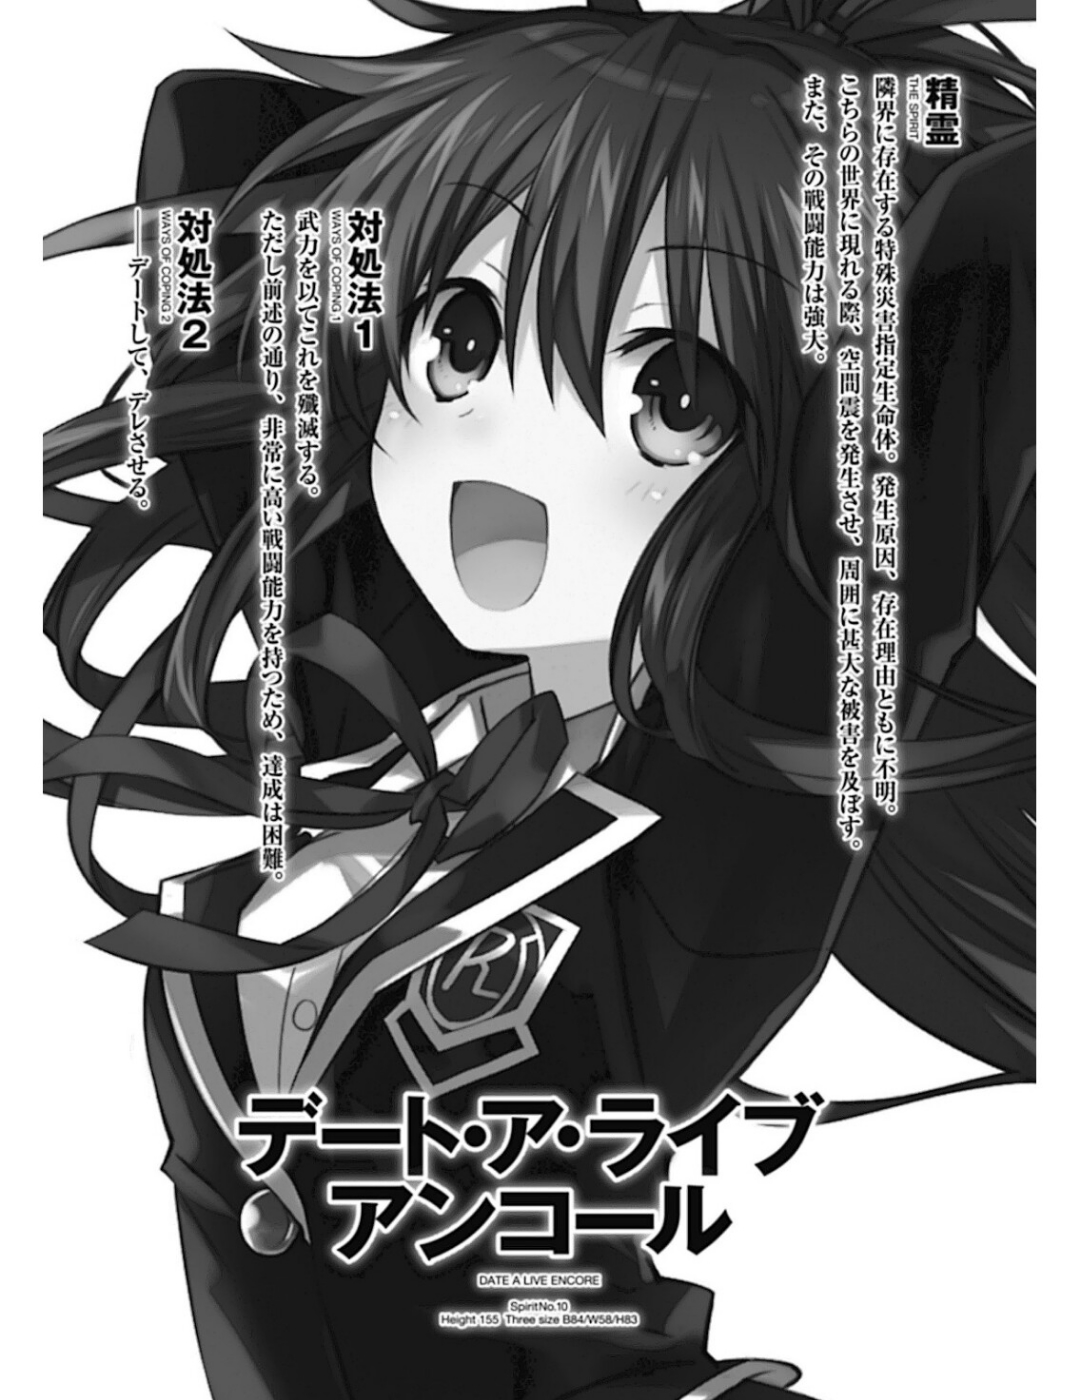 精霊
THE SPIRIT
隣界に存在する特殊災害指定生命体。発生原因、存在理由ともに不明。
こちらの世界に現れる際、空間震を発生させ、周囲に甚大な被害を及ぼす。
また、その戦闘能力は強大。
対処法1
WAYS OF COPING 1
武力を以てこれを殲滅する。
ただし前述の通り、非常に高い戦闘能力を持つため、達成は困難。
対処法2
WAYS OF COPING 2
――デートして、デレさせる。
デート・ア・ライブ
アンコール
DATE A LIVE ENCORE
SpiritNo.10
Height 155 Three size B84/W58/H83